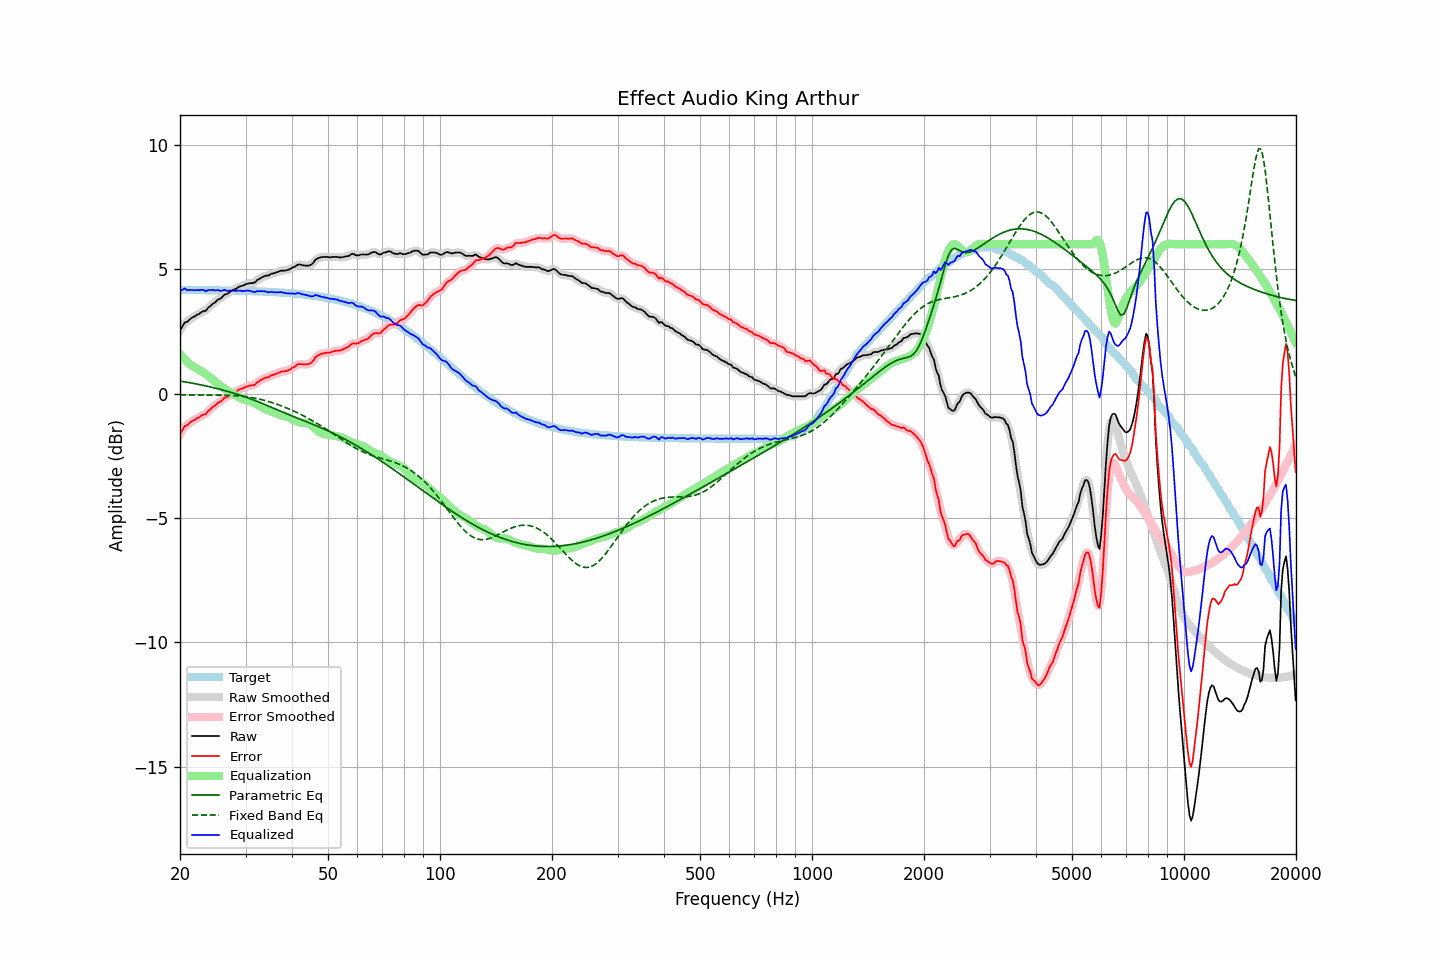 Effect Audio King Arthur
Amplitude (dBr)
10
5
0
−5
−10
−15
Target
Raw Smoothed
Error Smoothed
Raw
Error
Equalization
Parametric Eq
Fixed Band Eq
Equalized
20 50 100 200 500 1000 2000 5000 10000 20000
Frequency (Hz)